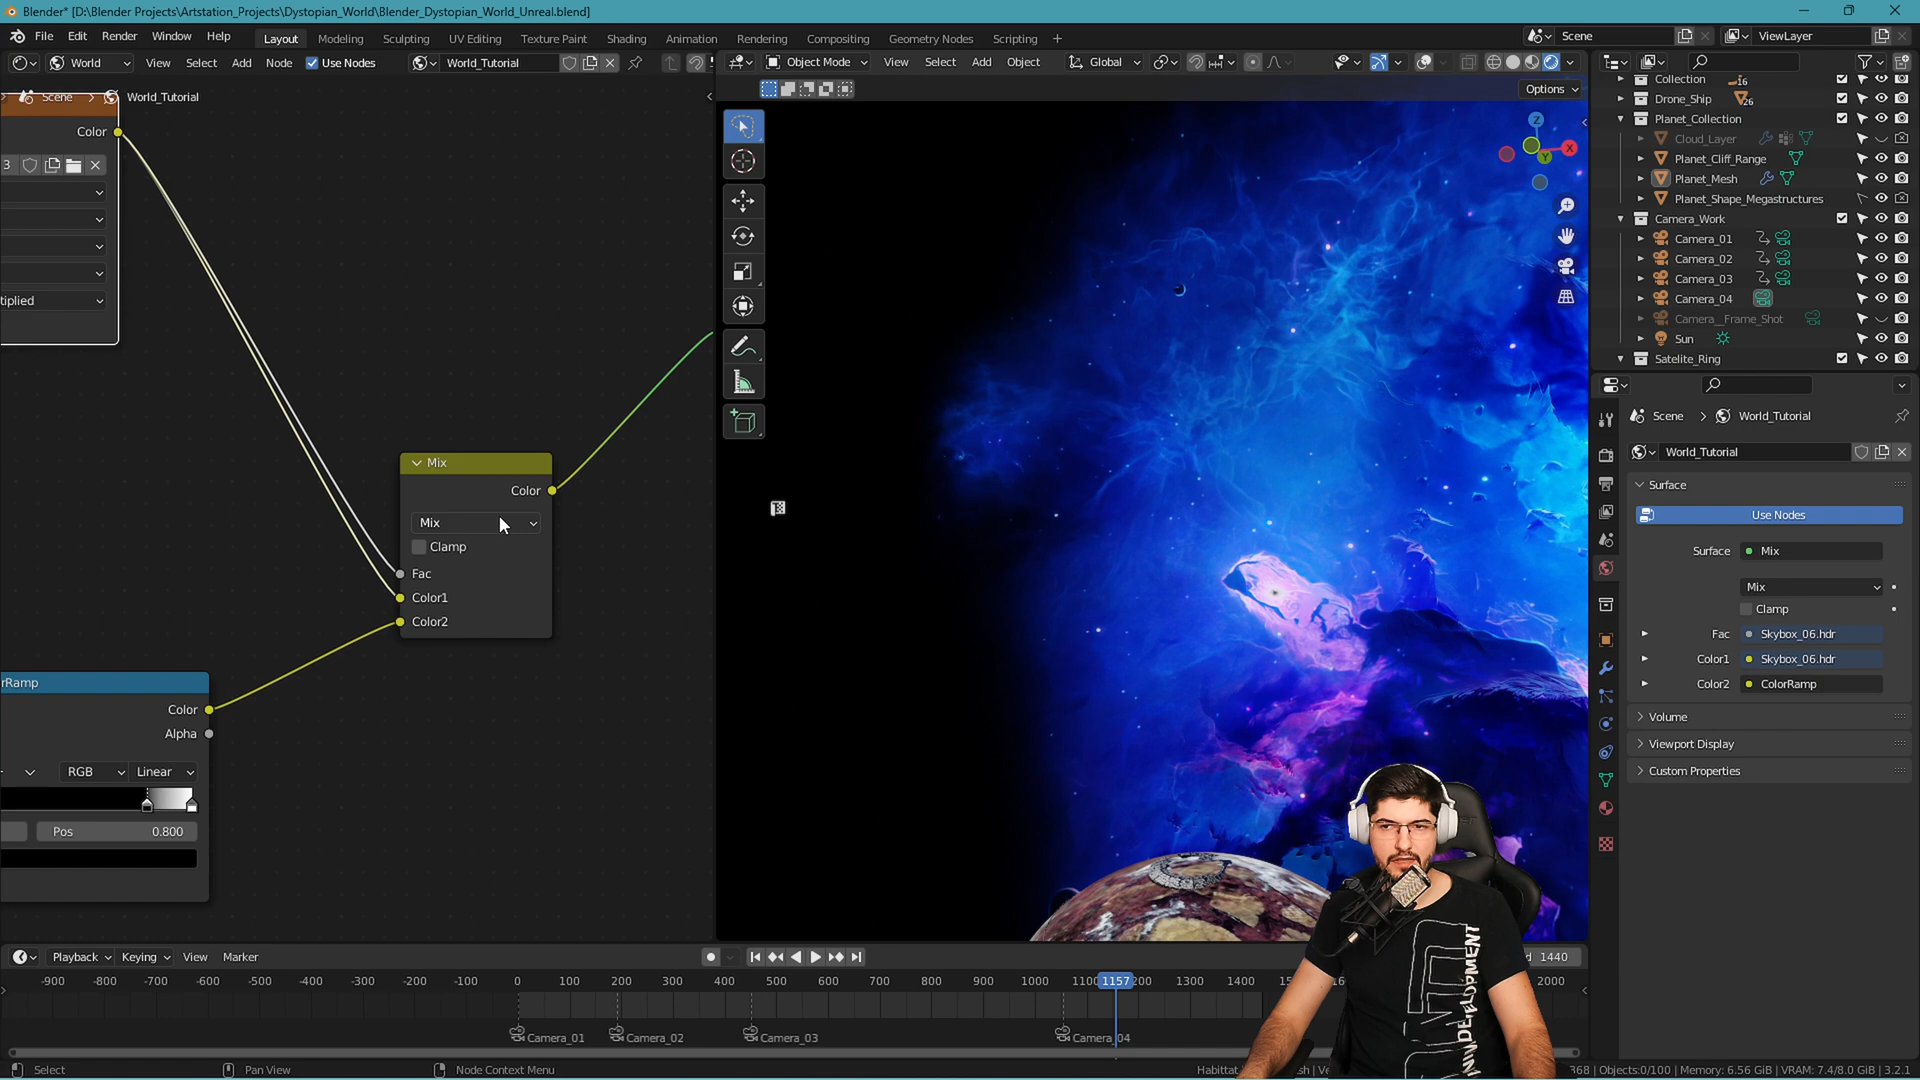 Blender* [D:\Blender Projects\Artstation_Projects\Dystopian_World\Blender_Dystopian_World_Unreal.blend]
File Edit Render Window Help Layout Modeling Sculpting UV Editing Texture Paint Shading Animation Rendering Compositing Geometry Nodes Scripting + Scene ViewLayer
World View Select Add Node Use Nodes World_Tutorial Object Mode View Select Add Object Global
Options
Scene > World_Tutorial
Color
3
tiplied
Mix
Color
Mix
Clamp
Fac
Color1
Color2
rRamp
Color
Alpha
RGB Linear
Pos 0.800
Z
X
Y
Collection 16
Drone_Ship 26
Planet_Collection
Cloud_Layer
Planet_Cliff_Range
Planet_Mesh
Planet_Shape_Megastructures
Camera_Work
Camera_01
Camera_02
Camera_03
Camera_04
Camera__Frame_Shot
Sun
Satelite_Ring
Scene > World_Tutorial
World_Tutorial
Surface
Use Nodes
Surface Mix
Mix
Clamp
Fac Skybox_06.hdr
Color1 Skybox_06.hdr
Color2 ColorRamp
Volume
Viewport Display
Custom Properties
Playback Keying View Marker
d 1440
-900 -800 -700 -600 -500 -400 -300 -200 -100 0 100 200 300 400 500 600 700 800 900 1000 1100 1157 200 1300 1400 2000
Camera_01 Camera_02 Camera_03 Camera_04
Select Pan View Node Context Menu
368 | Objects:0/100 | Memory: 6.56 GiB | VRAM: 7.4/8.0 GiB | 3.2.1